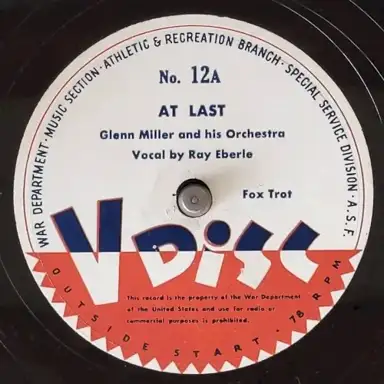 WAR DEPARTMENT · MUSIC SECTION · ATHLETIC & RECREATION BRANCH · SPECIAL SERVICE DIVISION · A.S.F.
No. 12A
AT LAST
Glenn Miller and his Orchestra
Vocal by Ray Eberle
Fox Trot
V DISC
This record is the property of the War Department
of the United States and use for radio or
commercial purposes is prohibited.
OUTSIDE START · 78 RPM